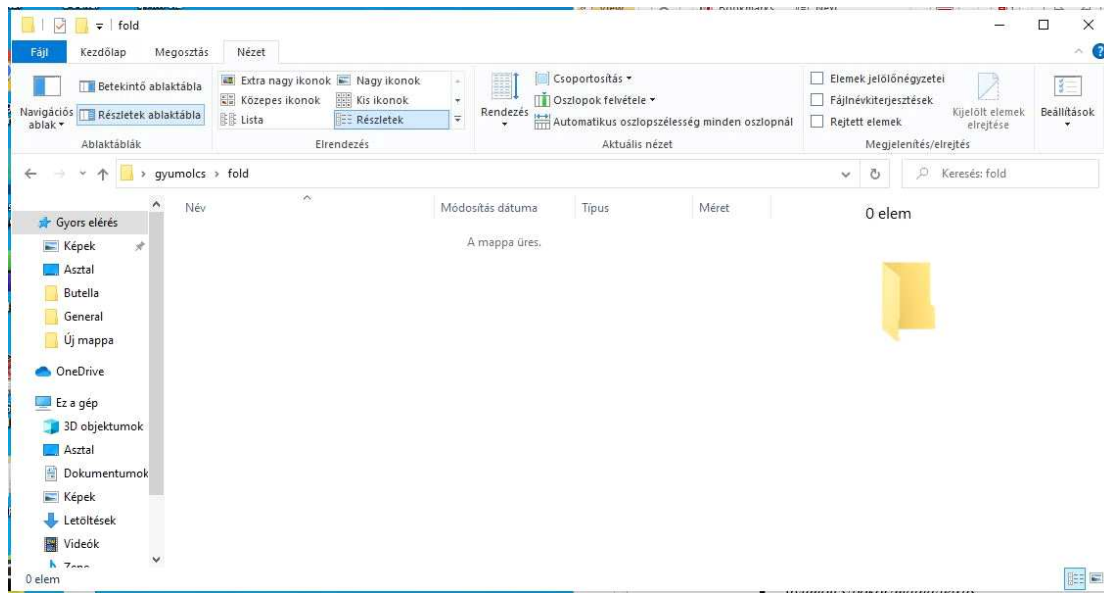 fold
Fájl Kezdőlap Megosztás Nézet
Navigációs ablak
Betekintő ablaktábla
Részletek ablaktábla
Ablaktáblák
Extra nagy ikonok Nagy ikonok
Közepes ikonok Kis ikonok
Lista Részletek
Elrendezés
Rendezés
Csoportosítás
Oszlopok felvétele
Automatikus oszlopszélesség minden oszlopnál
Aktuális nézet
Elemek jelölőnégyzetei
Fájlnévkiterjesztések
Rejtett elemek
Kijelölt elemek
elrejtése
Megjelenítés/elrejtés
Beállítások
gyumolcs › fold
Keresés: fold
Gyors elérés
Képek
Asztal
Butella
General
Új mappa
OneDrive
Ez a gép
3D objektumok
Asztal
Dokumentumok
Képek
Letöltések
Videók
Név Módosítás dátuma Típus Méret
A mappa üres.
0 elem
0 elem